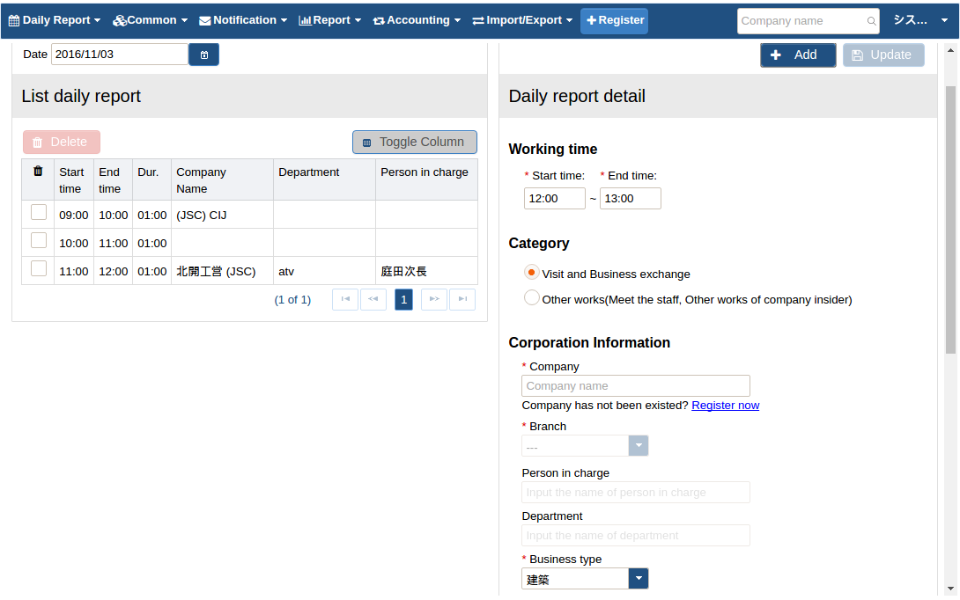 Daily Report Common Notification Report Accounting Import/Export Register Company name シス...
Date 2016/11/03
Add Update
List daily report
Daily report detail
Delete Toggle Column
Start time End time Dur. Company Name Department Person in charge
09:00 10:00 01:00 (JSC) CIJ
10:00 11:00 01:00
11:00 12:00 01:00 北開工営 (JSC) atv 庭田次長
(1 of 1) 1
Working time
* Start time: * End time:
12:00 ~ 13:00
Category
Visit and Business exchange
Other works(Meet the staff, Other works of company insider)
Corporation Information
* Company
Company name
Company has not been existed? Register now
* Branch
---
Person in charge
Input the name of person in charge
Department
Input the name of department
* Business type
建築